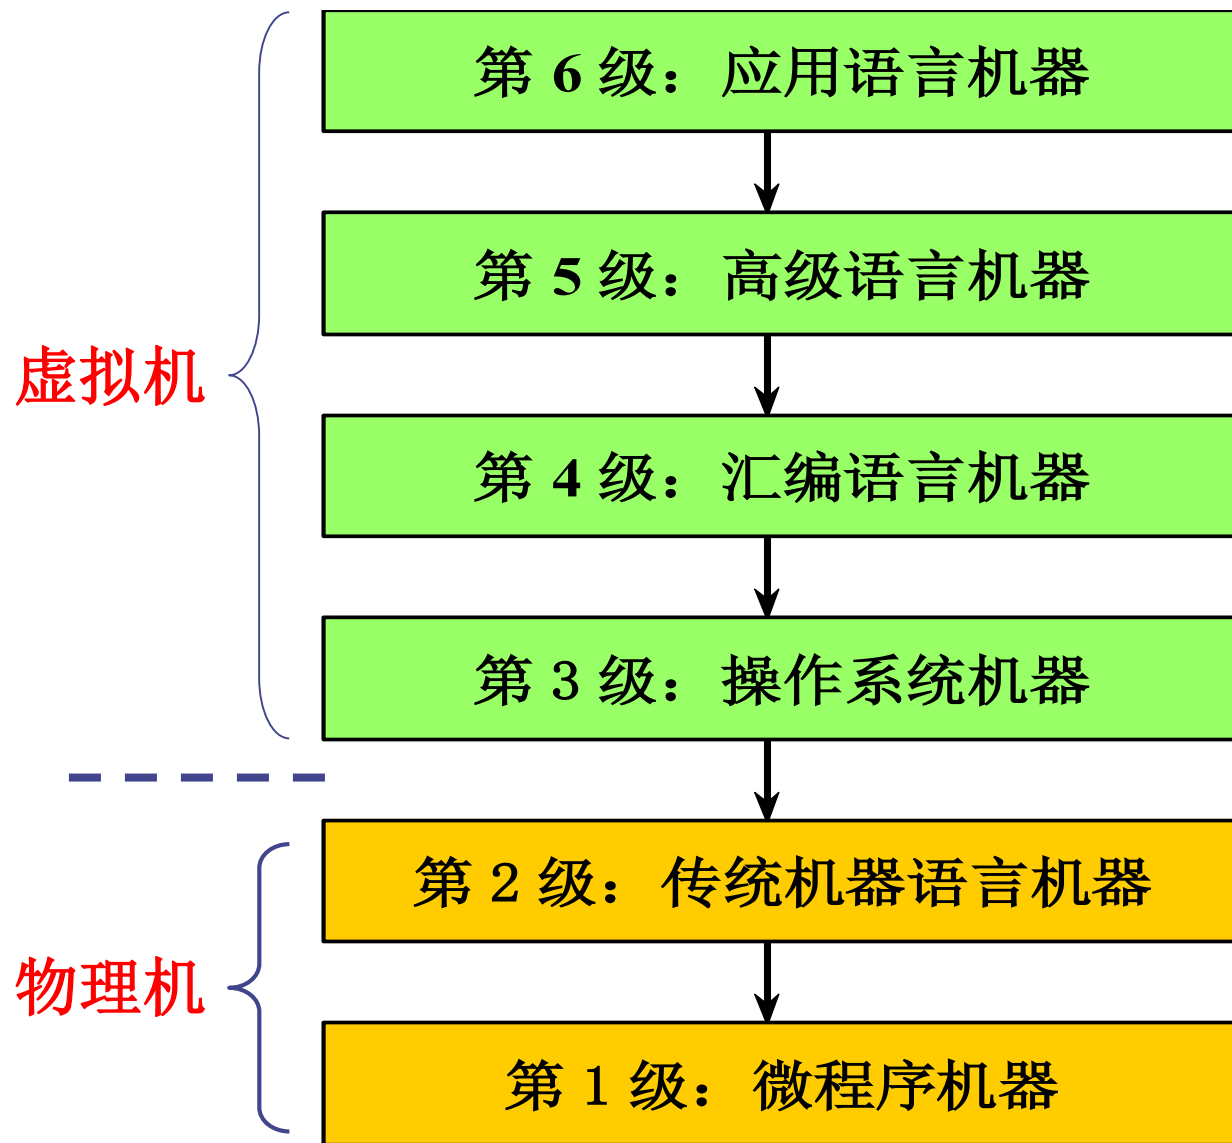 第 6 级：应用语言机器
第 5 级：高级语言机器
虚拟机
第 4 级：汇编语言机器
第 3 级：操作系统机器
第 2 级：传统机器语言机器
物理机
第 1 级：微程序机器